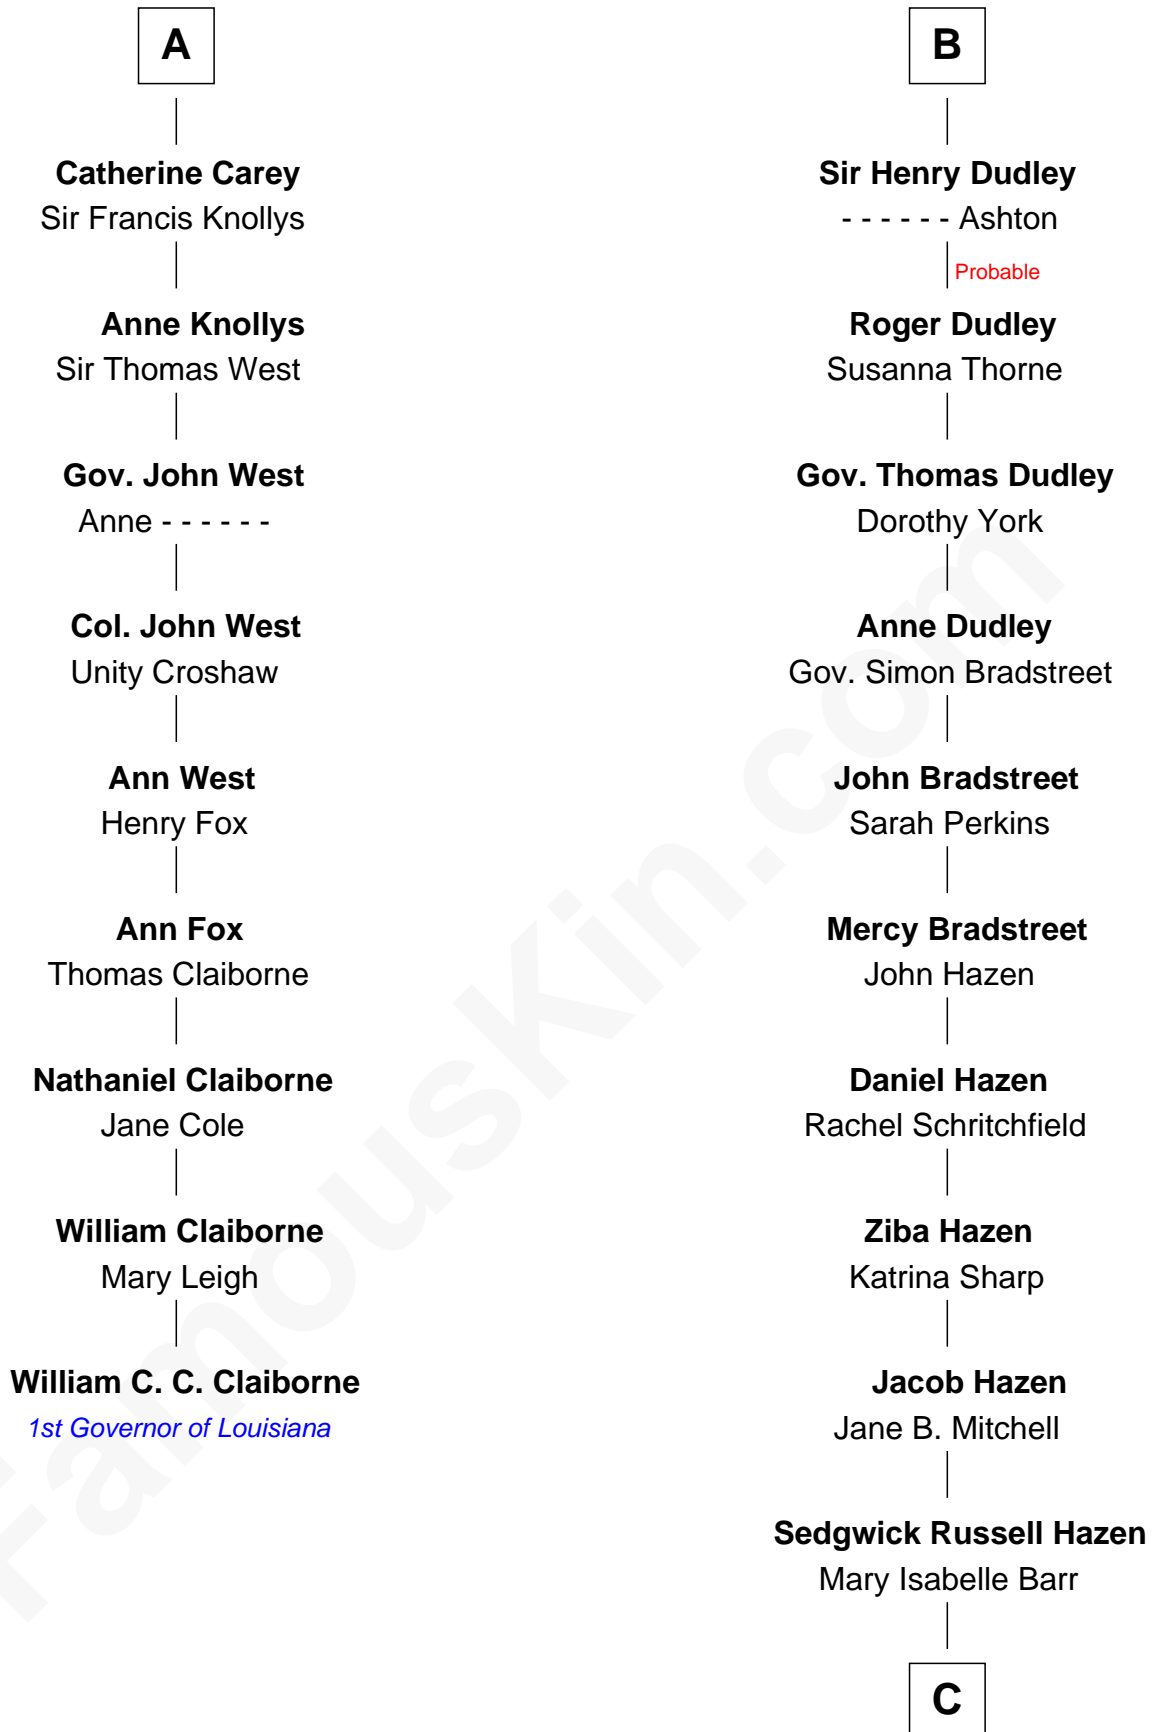 A
Catherine Carey
Sir Francis Knollys
Anne Knollys
Sir Thomas West
Gov. John West
Anne - - - - - -
Col. John West
Unity Croshaw
Ann West
Henry Fox
Ann Fox
Thomas Claiborne
Nathaniel Claiborne
Jane Cole
William Claiborne
Mary Leigh
William C. C. Claiborne
1st Governor of Louisiana
B
Sir Henry Dudley
- - - - - - Ashton
Probable
Roger Dudley
Susanna Thorne
Gov. Thomas Dudley
Dorothy York
Anne Dudley
Gov. Simon Bradstreet
John Bradstreet
Sarah Perkins
Mercy Bradstreet
John Hazen
Daniel Hazen
Rachel Schritchfield
Ziba Hazen
Katrina Sharp
Jacob Hazen
Jane B. Mitchell
Sedgwick Russell Hazen
Mary Isabelle Barr
C
FamousKin.com